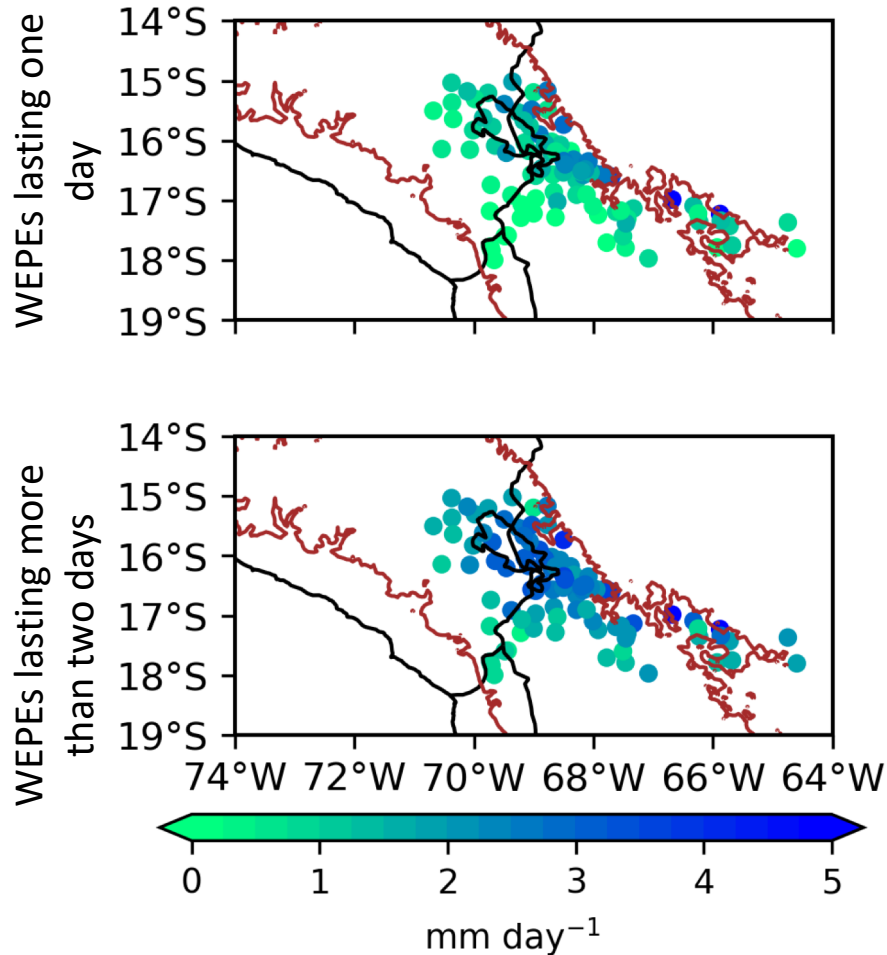 WEPEs lasting one
day
14°S
15°S
16°S
17°S
18°S
19°S
WEPEs lasting more
than two days
14°S
15°S
16°S
17°S
18°S
19°S
74°W 72°W 70°W 68°W 66°W 64°W
0 1 2 3 4 5
mm day⁻¹